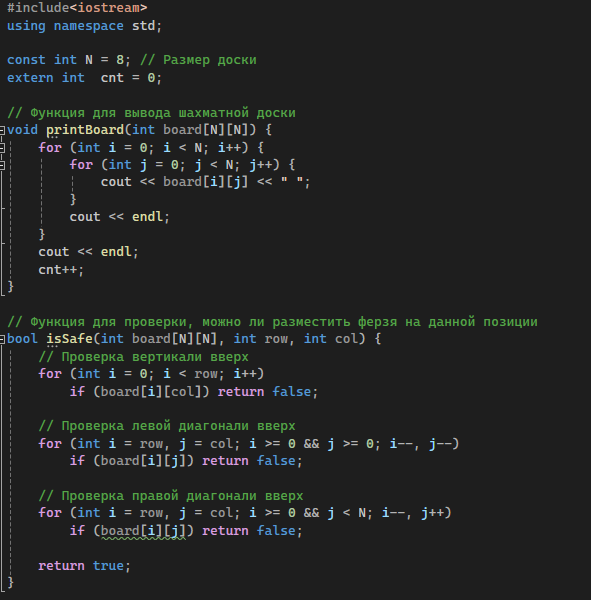 #include<iostream>
using namespace std;

const int N = 8; // Размер доски
extern int  cnt = 0;

// Функция для вывода шахматной доски
void printBoard(int board[N][N]) {
    for (int i = 0; i < N; i++) {
        for (int j = 0; j < N; j++) {
            cout << board[i][j] << " ";
        }
        cout << endl;
    }
    cout << endl;
    cnt++;
}

// Функция для проверки, можно ли разместить ферзя на данной позиции
bool isSafe(int board[N][N], int row, int col) {
    // Проверка вертикали вверх
    for (int i = 0; i < row; i++)
        if (board[i][col]) return false;

    // Проверка левой диагонали вверх
    for (int i = row, j = col; i >= 0 && j >= 0; i--, j--)
        if (board[i][j]) return false;

    // Проверка правой диагонали вверх
    for (int i = row, j = col; i >= 0 && j < N; i--, j++)
        if (board[i][j]) return false;

    return true;
}